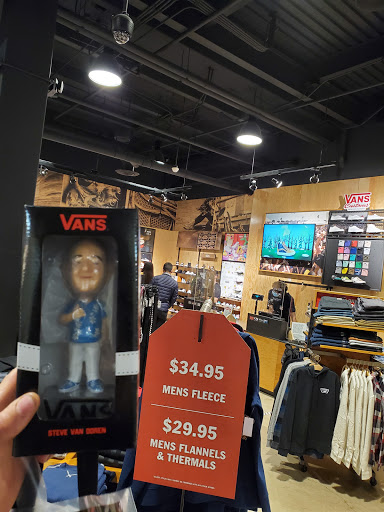 VANS
VANS
STEVE VAN DOREN
$34.95
MENS FLEECE
$29.95
MENS FLANNELS
& THERMALS
VANS